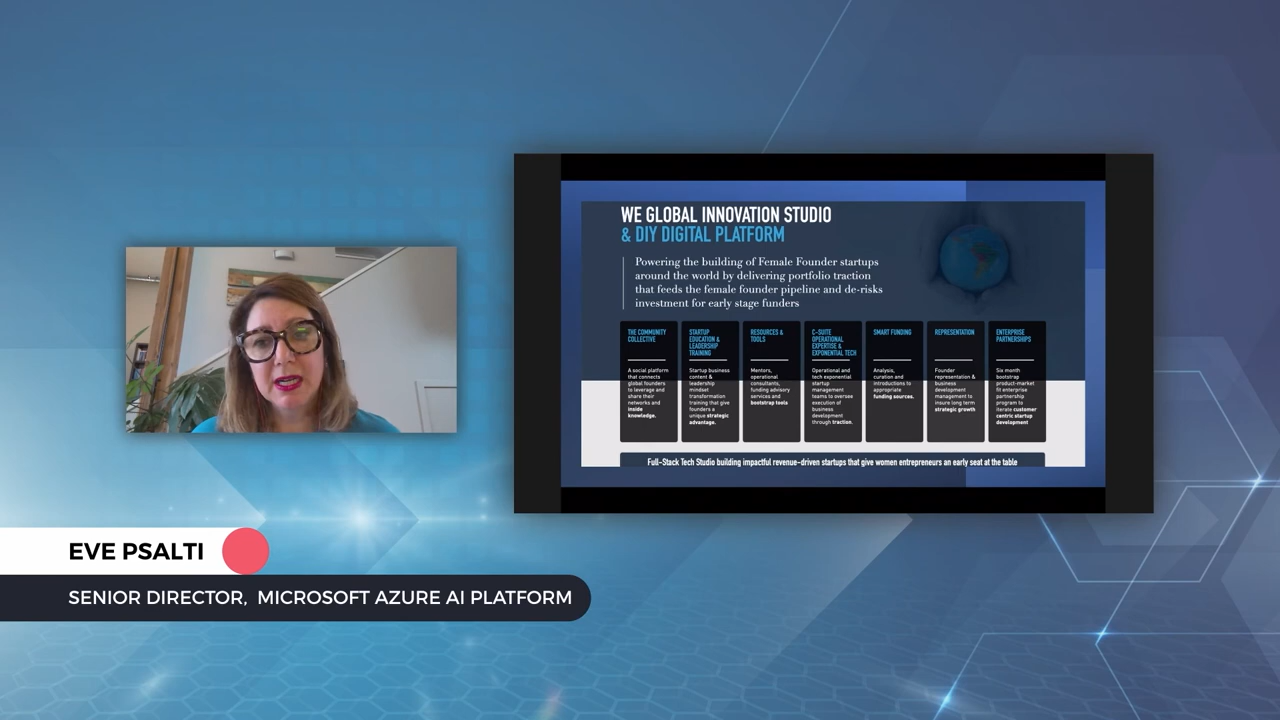 WE GLOBAL INNOVATION STUDIO
& DIY DIGITAL PLATFORM
Powering the building of Female Founder startups
around the world by delivering portfolio traction
that feeds the female founder pipeline and de-risks
investment for early stage funders
THE COMMUNITY
COLLECTIVE
A social platform
that connects
global founders
to leverage and
share their
networks and
inside
knowledge.
STARTUP
EDUCATION &
LEADERSHIP
TRAINING
Startup business
content &
leadership
mindset
transformation
training that give
founders a
unique strategic
advantage.
RESOURCES &
TOOLS
Mentors,
operational
consultants,
funding advisory
services and
bootstrap tools
C-SUITE
OPERATIONAL
EXPERTISE &
EXPONENTIAL TECH
Operational and
tech exponential
startup
management
teams to oversee
execution of
business
development
through traction.
SMART FUNDING
Analysis,
curation and
introductions to
appropriate
funding sources.
REPRESENTATION
Founder
representation &
business
development
management to
insure long term
strategic growth
ENTERPRISE
PARTNERSHIPS
Six month
bootstrap
product-market
fit enterprise
partnership
program to
iterate customer
centric startup
development
Full-Stack Tech Studio building impactful revenue-driven startups that give women entrepreneurs an early seat at the table
EVE PSALTI
SENIOR DIRECTOR, MICROSOFT AZURE AI PLATFORM